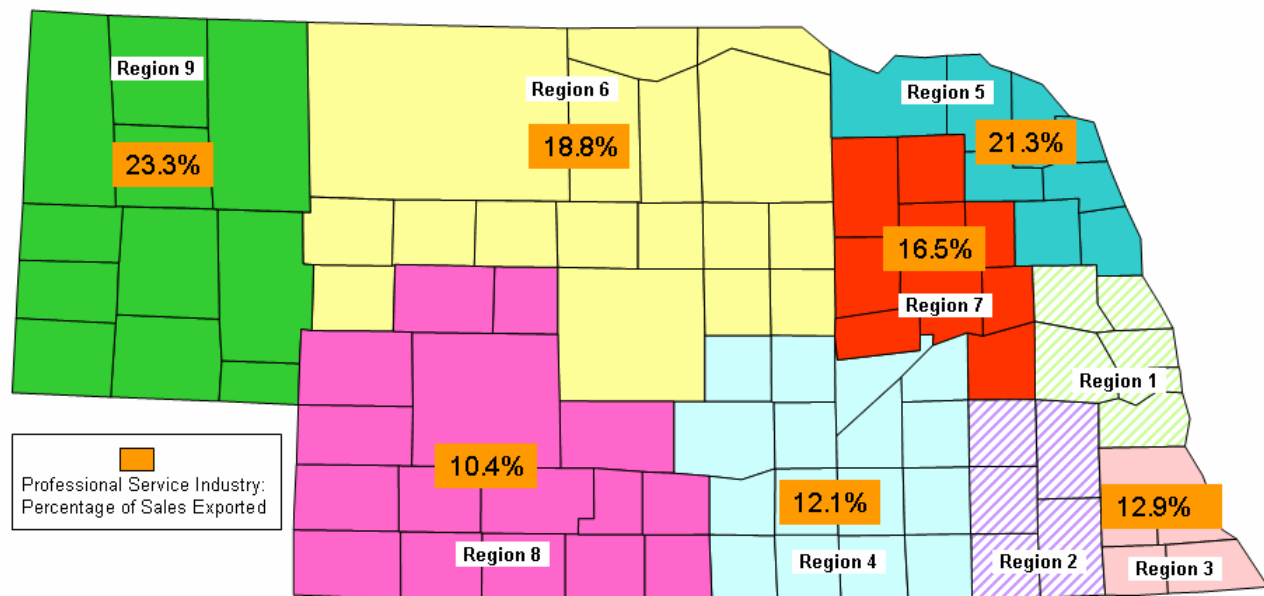 Region 9
Region 6
Region 5
23.3%
18.8%
21.3%
16.5%
Region 7
Region 1
10.4%
12.1%
12.9%
Region 8
Region 4
Region 2
Region 3
Professional Service Industry:
Percentage of Sales Exported